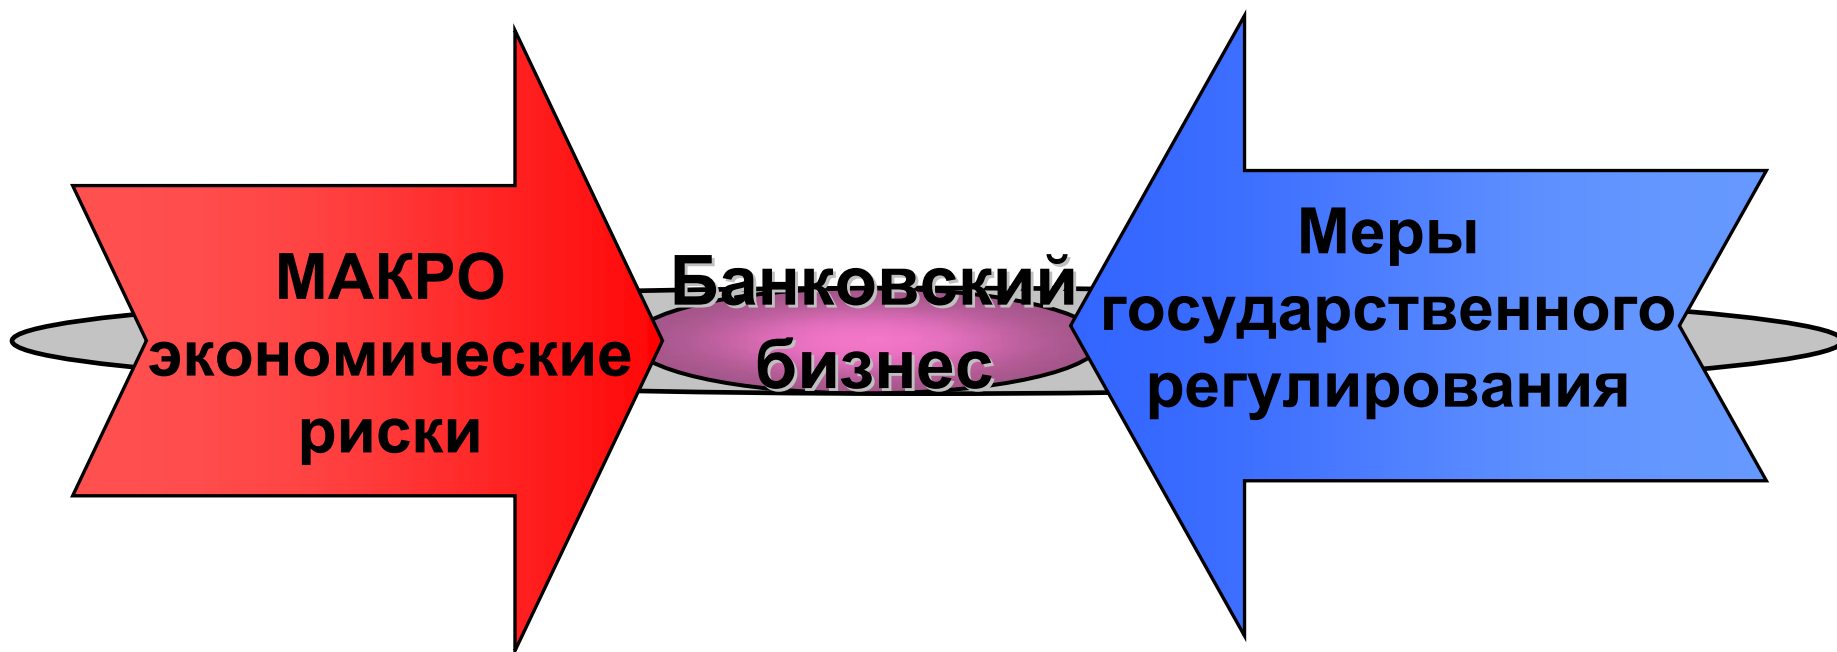 МАКРО
экономические
риски
Банковский
бизнес
Меры
государственного
регулирования